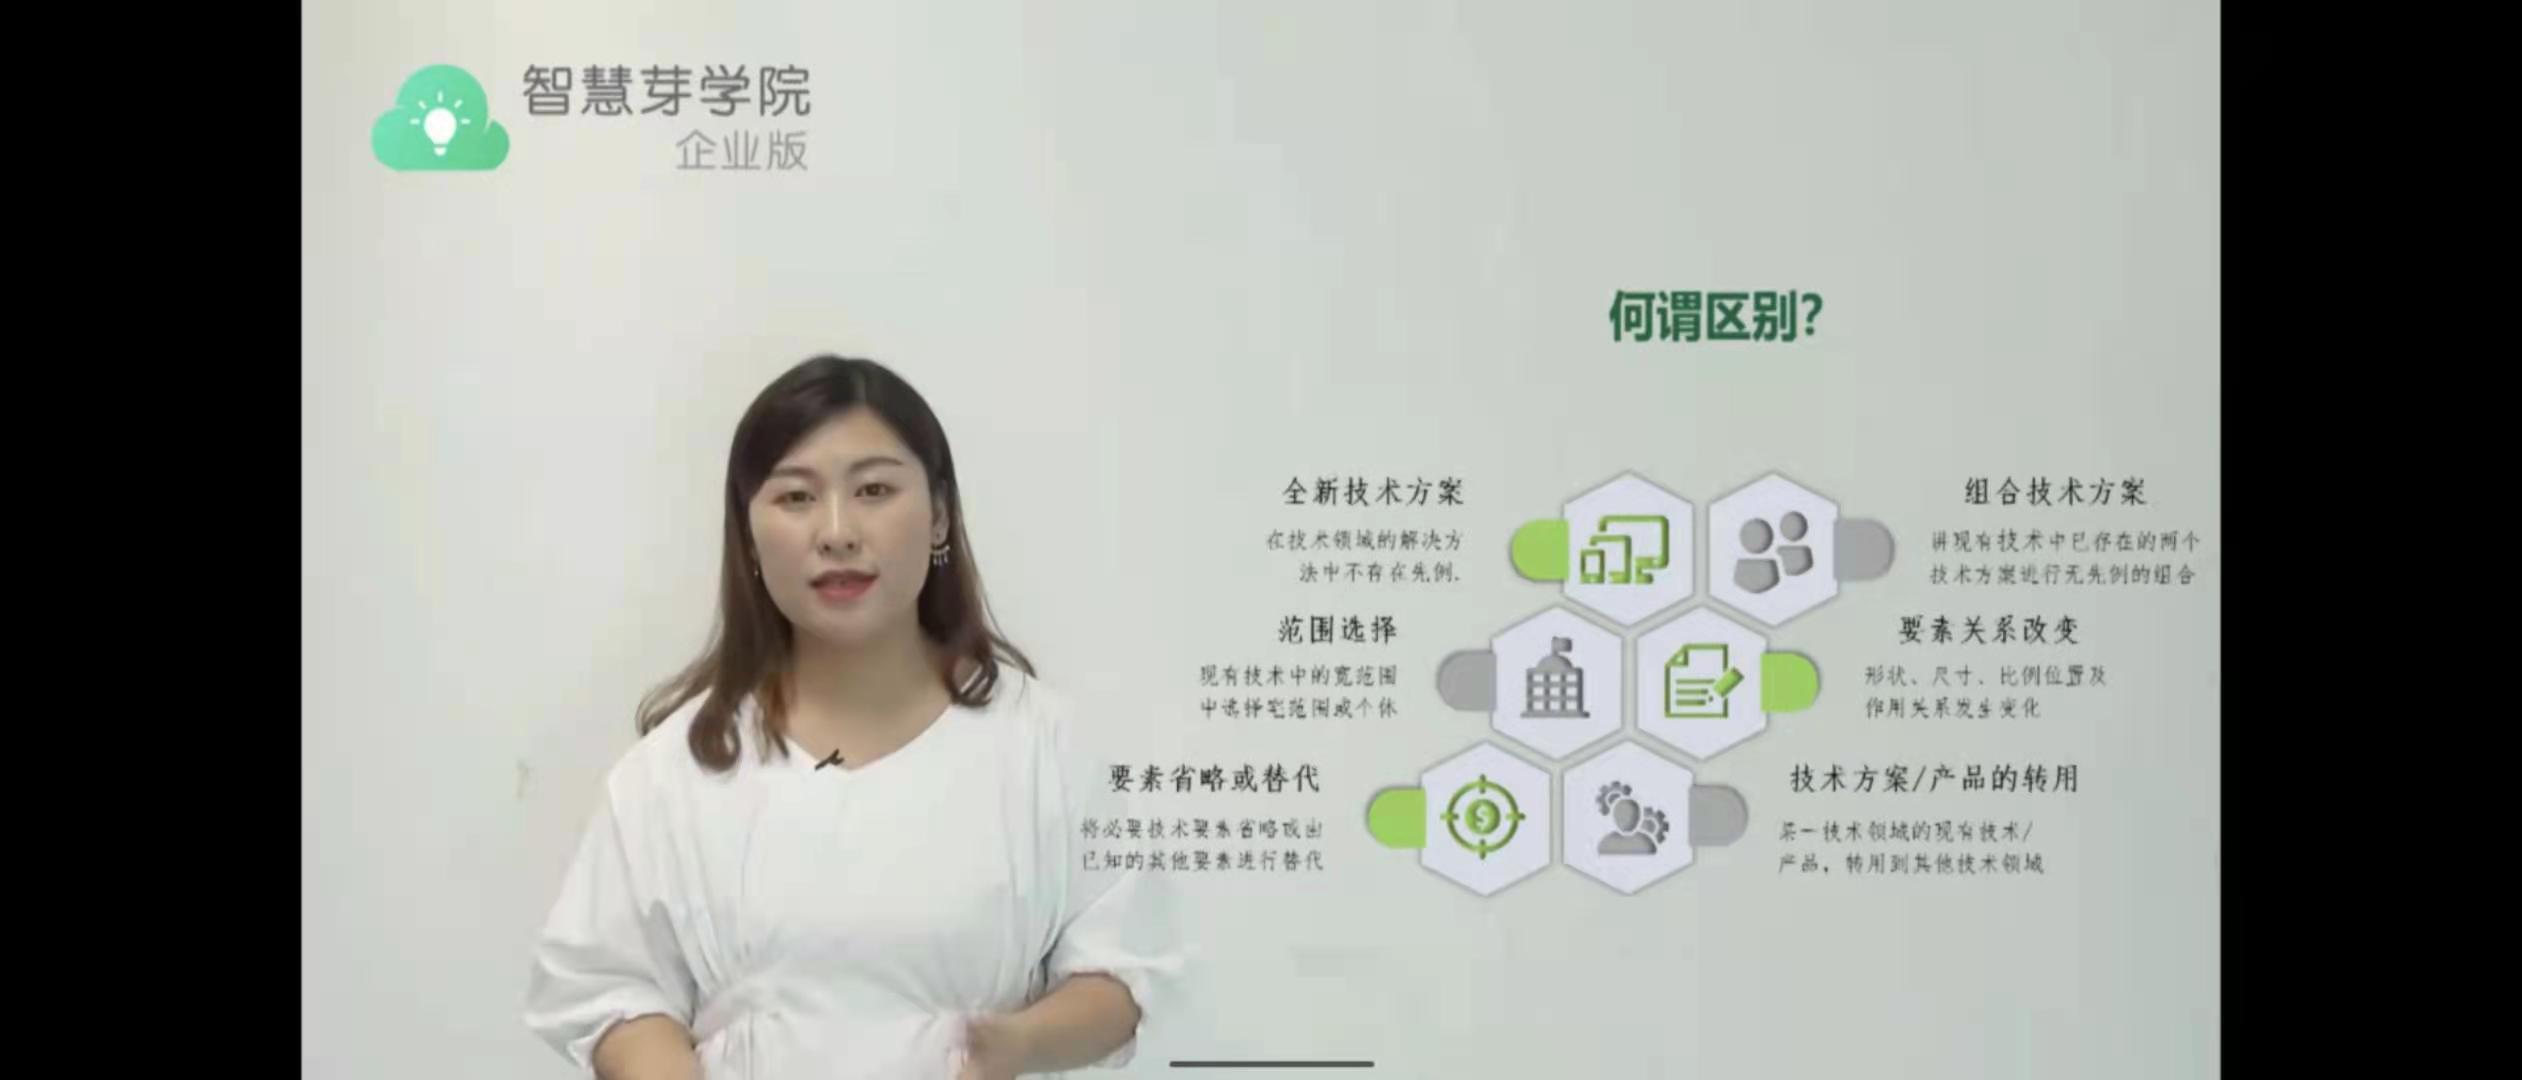 智慧芽学院
企业版
何谓区别？
全新技术方案
在技术领域的解决方
法中不存在先例.
组合技术方案
讲现有技术中已存在的两个
技术方案进行无先例的组合
范围选择
现有技术中的宽范围
中选择窄范围或个体
要素关系改变
形状、尺寸、比例位置及
作用关系发生变化
要素省略或替代
将必要技术要素省略或由
已知的其他要素进行替代
技术方案/产品的转用
某一技术领域的现有技术/
产品，转用到其他技术领域